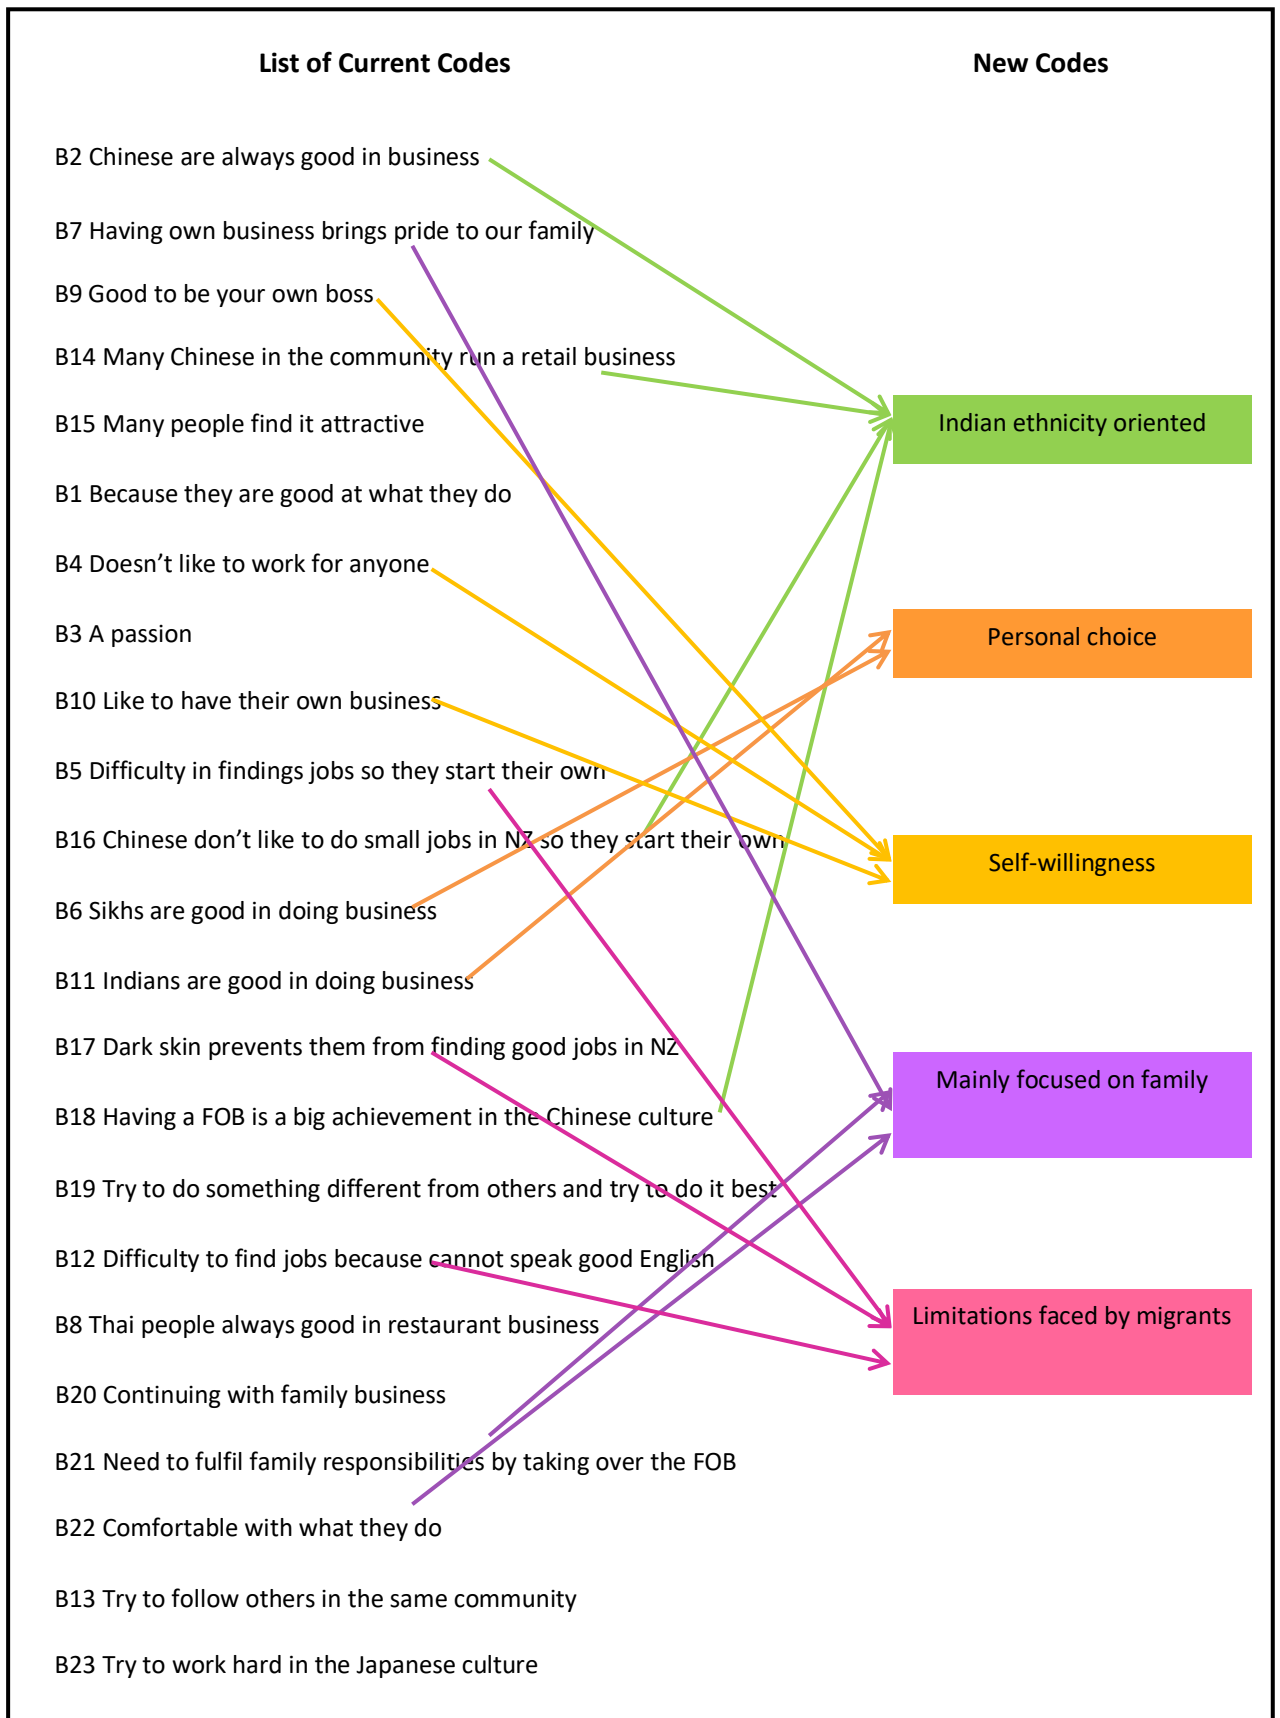 List of Current Codes
New Codes
B2 Chinese are always good in business
B7 Having own business brings pride to our family
B9 Good to be your own boss
B14 Many Chinese in the community run a retail business
B15 Many people find it attractive
B1 Because they are good at what they do
B4 Doesn’t like to work for anyone
B3 A passion
B10 Like to have their own business
B5 Difficulty in findings jobs so they start their own
B16 Chinese don’t like to do small jobs in NZ so they start their own
B6 Sikhs are good in doing business
B11 Indians are good in doing business
B17 Dark skin prevents them from finding good jobs in NZ
B18 Having a FOB is a big achievement in the Chinese culture
B19 Try to do something different from others and try to do it best
B12 Difficulty to find jobs because cannot speak good English
B8 Thai people always good in restaurant business
B20 Continuing with family business
B21 Need to fulfil family responsibilities by taking over the FOB
B22 Comfortable with what they do
B13 Try to follow others in the same community
B23 Try to work hard in the Japanese culture
Indian ethnicity oriented
Personal choice
Self-willingness
Mainly focused on family
Limitations faced by migrants